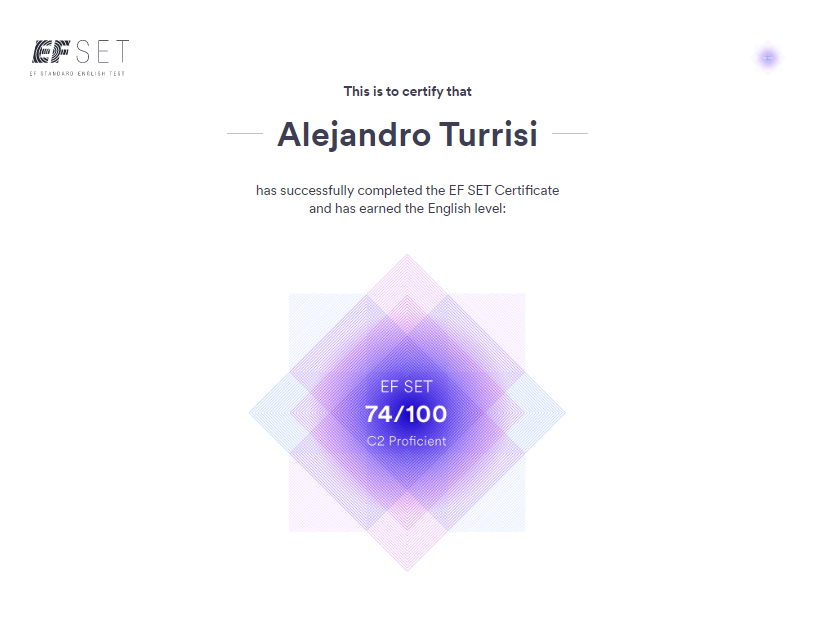 EF SET
EF STANDARD ENGLISH TEST
This is to certify that
Alejandro Turrisi
has successfully completed the EF SET Certificate
and has earned the English level:
EF SET
74/100
C2 Proficient